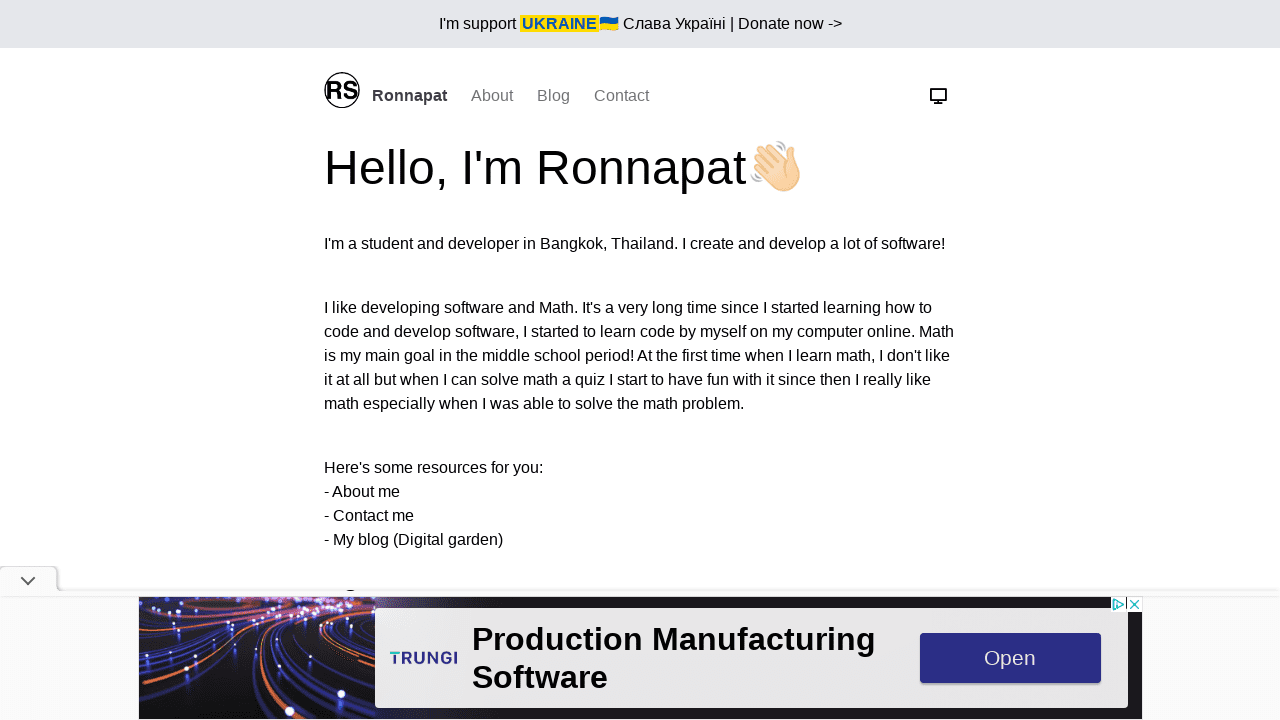 I'm support UKRAINE🇺🇦 Слава Україні | Donate now ->
RS Ronnapat About Blog Contact
Hello, I'm Ronnapat👋🏻
I'm a student and developer in Bangkok, Thailand. I create and develop a lot of software!
I like developing software and Math. It's a very long time since I started learning how to
code and develop software, I started to learn code by myself on my computer online. Math
is my main goal in the middle school period! At the first time when I learn math, I don't like
it at all but when I can solve math a quiz I start to have fun with it since then I really like
math especially when I was able to solve the math problem.
Here's some resources for you:
- About me
- Contact me
- My blog (Digital garden)
TRUNGI
Production Manufacturing
Software
Open